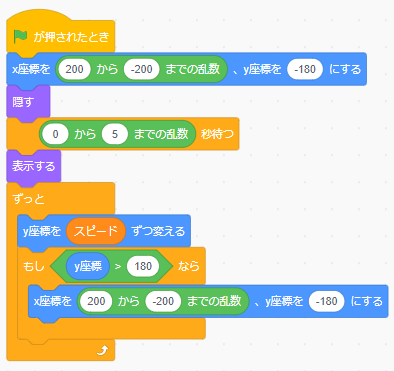 が押されたとき
x座標を 200 から -200 までの乱数 、y座標を -180 にする
隠す
0 から 5 までの乱数 秒待つ
表示する
ずっと
y座標を スピード ずつ変える
もし y座標 > 180 なら
x座標を 200 から -200 までの乱数 、y座標を -180 にする